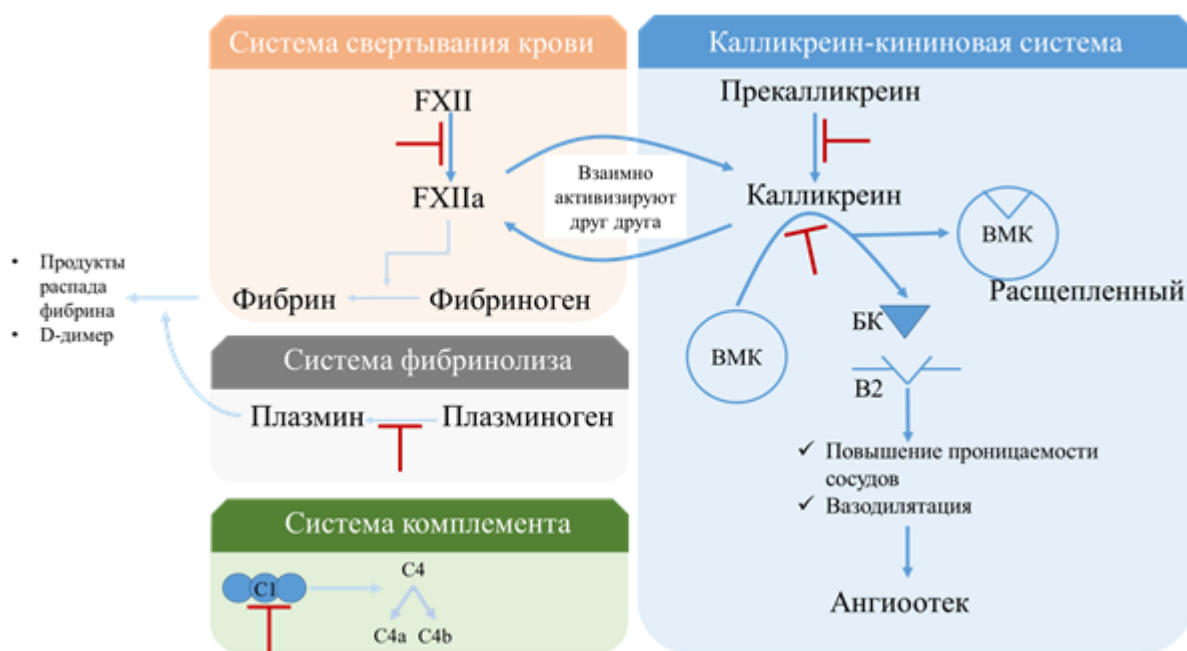 Система свертывания крови
FXII
FXIIa
Фибрин
Фибриноген
Взаимно
активизируют
друг друга
• Продукты
распада
фибрина
• D-димер
Система фибринолиза
Плазмин
Плазминоген
Система комплемента
C1
C4
C4a
C4b
Калликреин-кининовая система
Прекалликреин
Калликреин
ВМК
Расщепленный
ВМК
БК
В2
✓ Повышение проницаемости
сосудов
✓ Вазодилятация
Ангиоотек